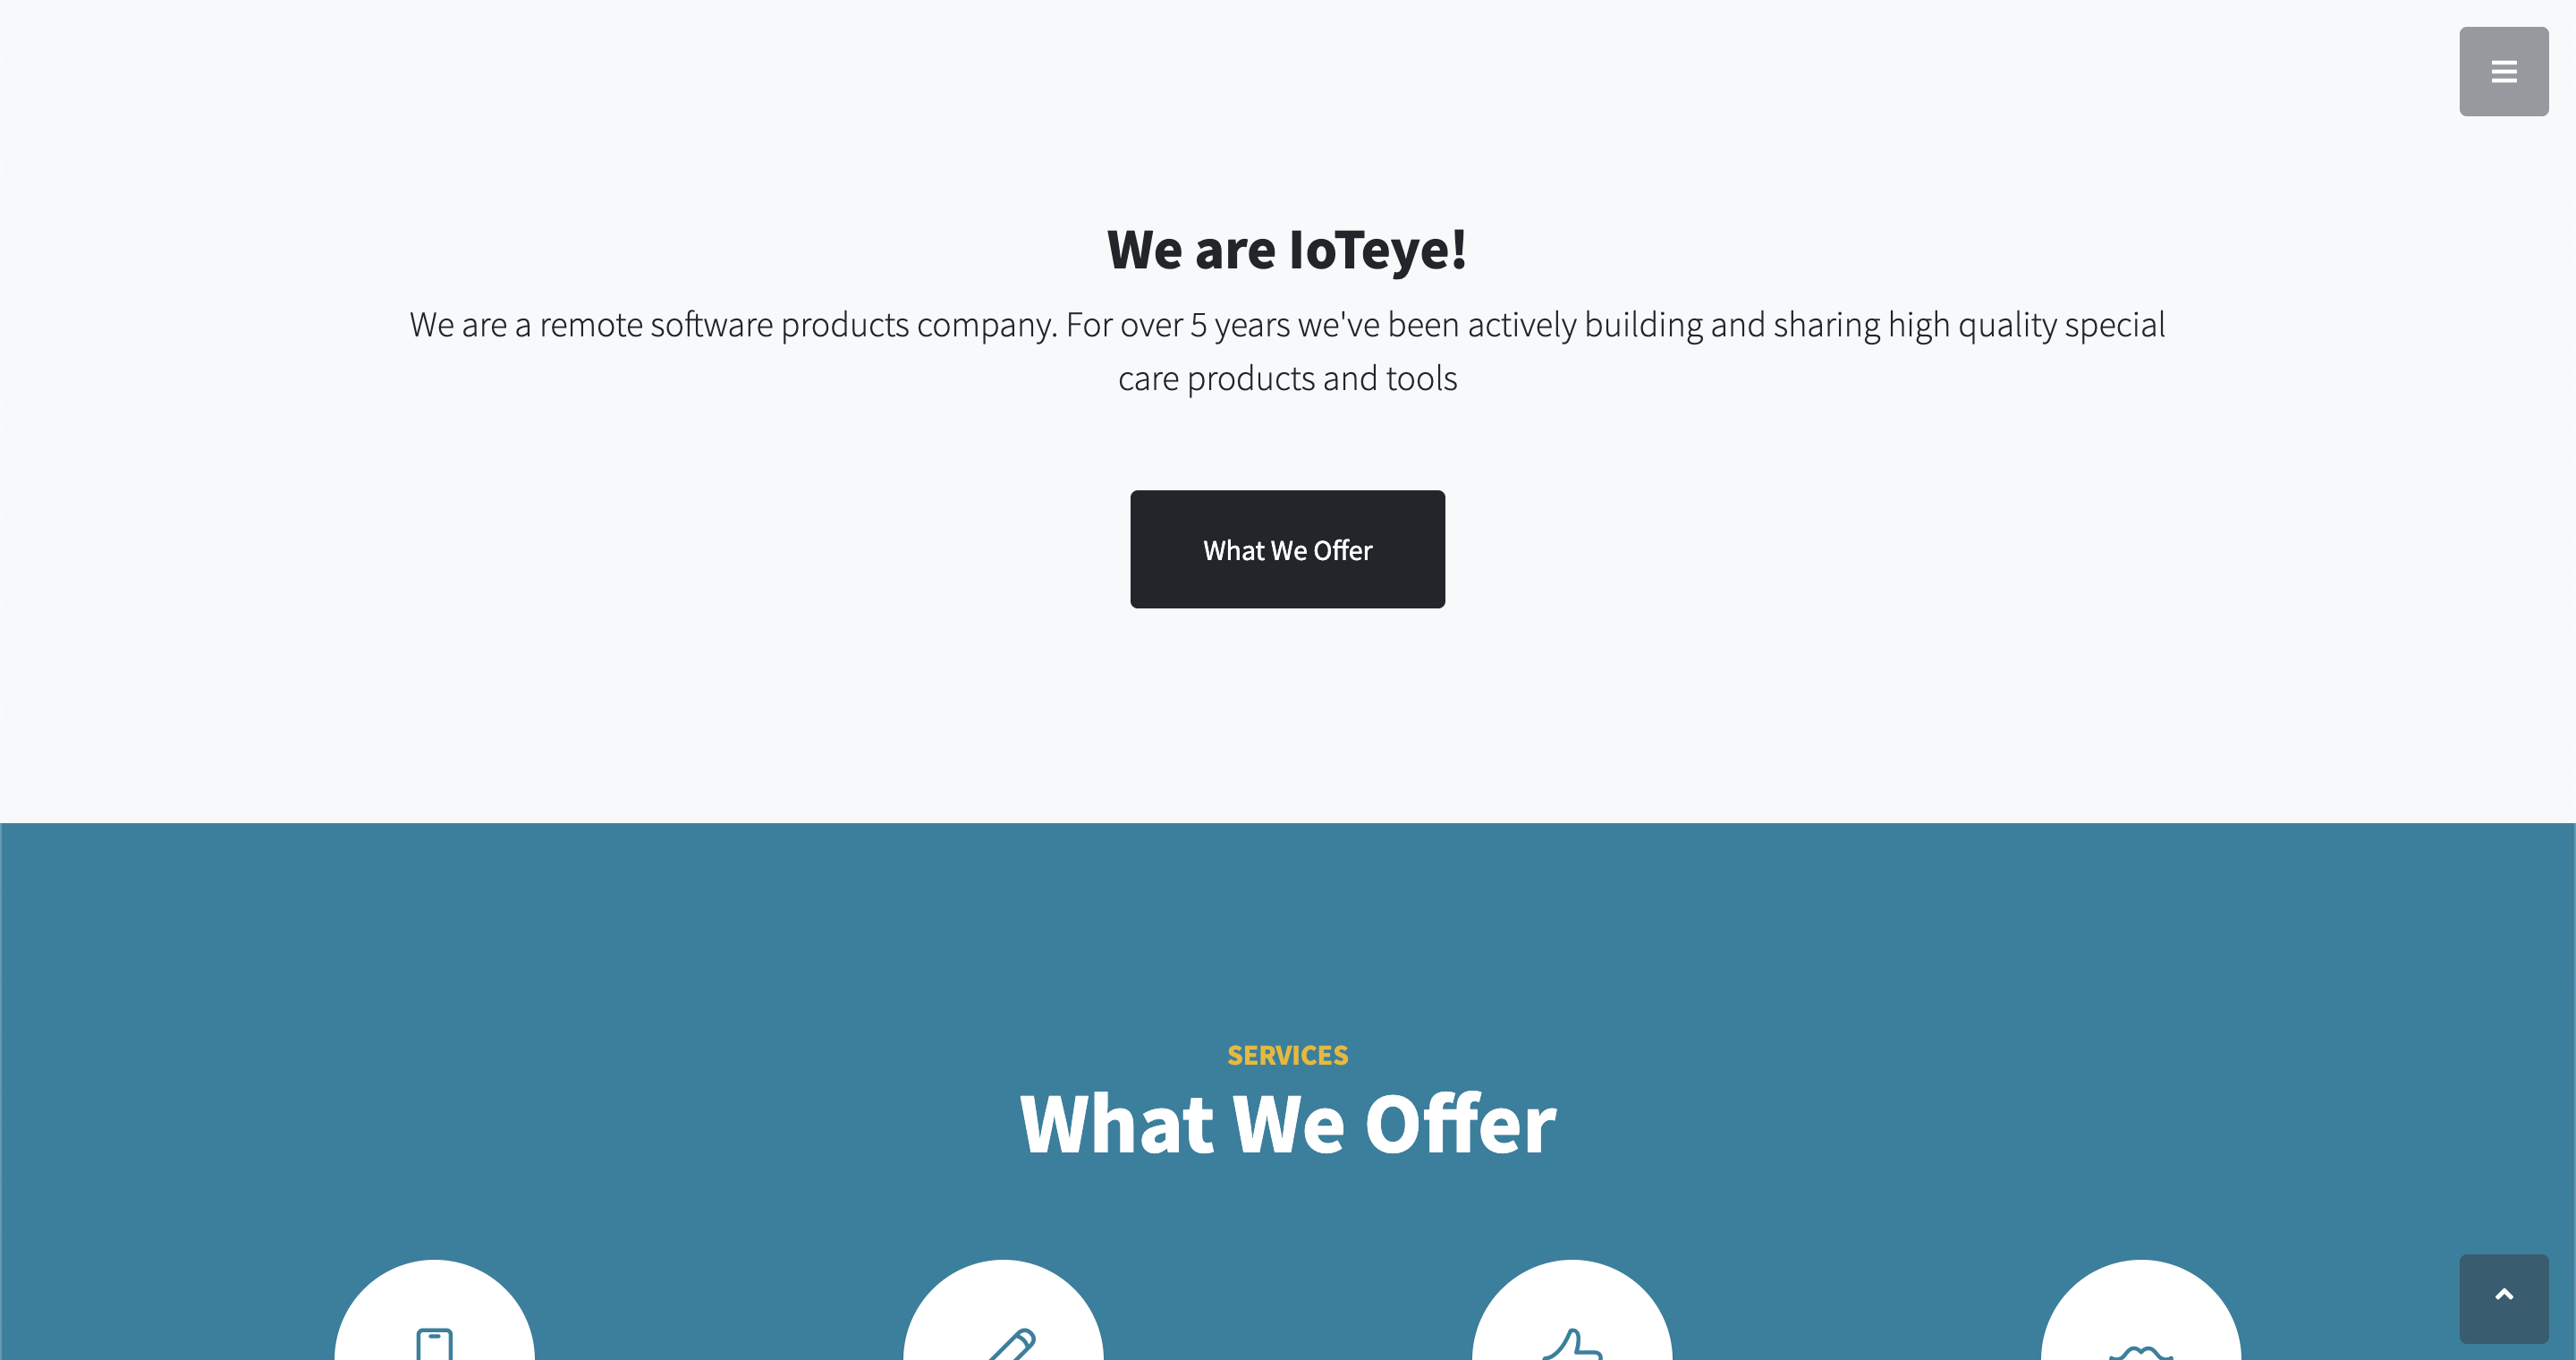 We are IoTeye!
We are a remote software products company. For over 5 years we've been actively building and sharing high quality special
care products and tools
What We Offer
SERVICES
What We Offer